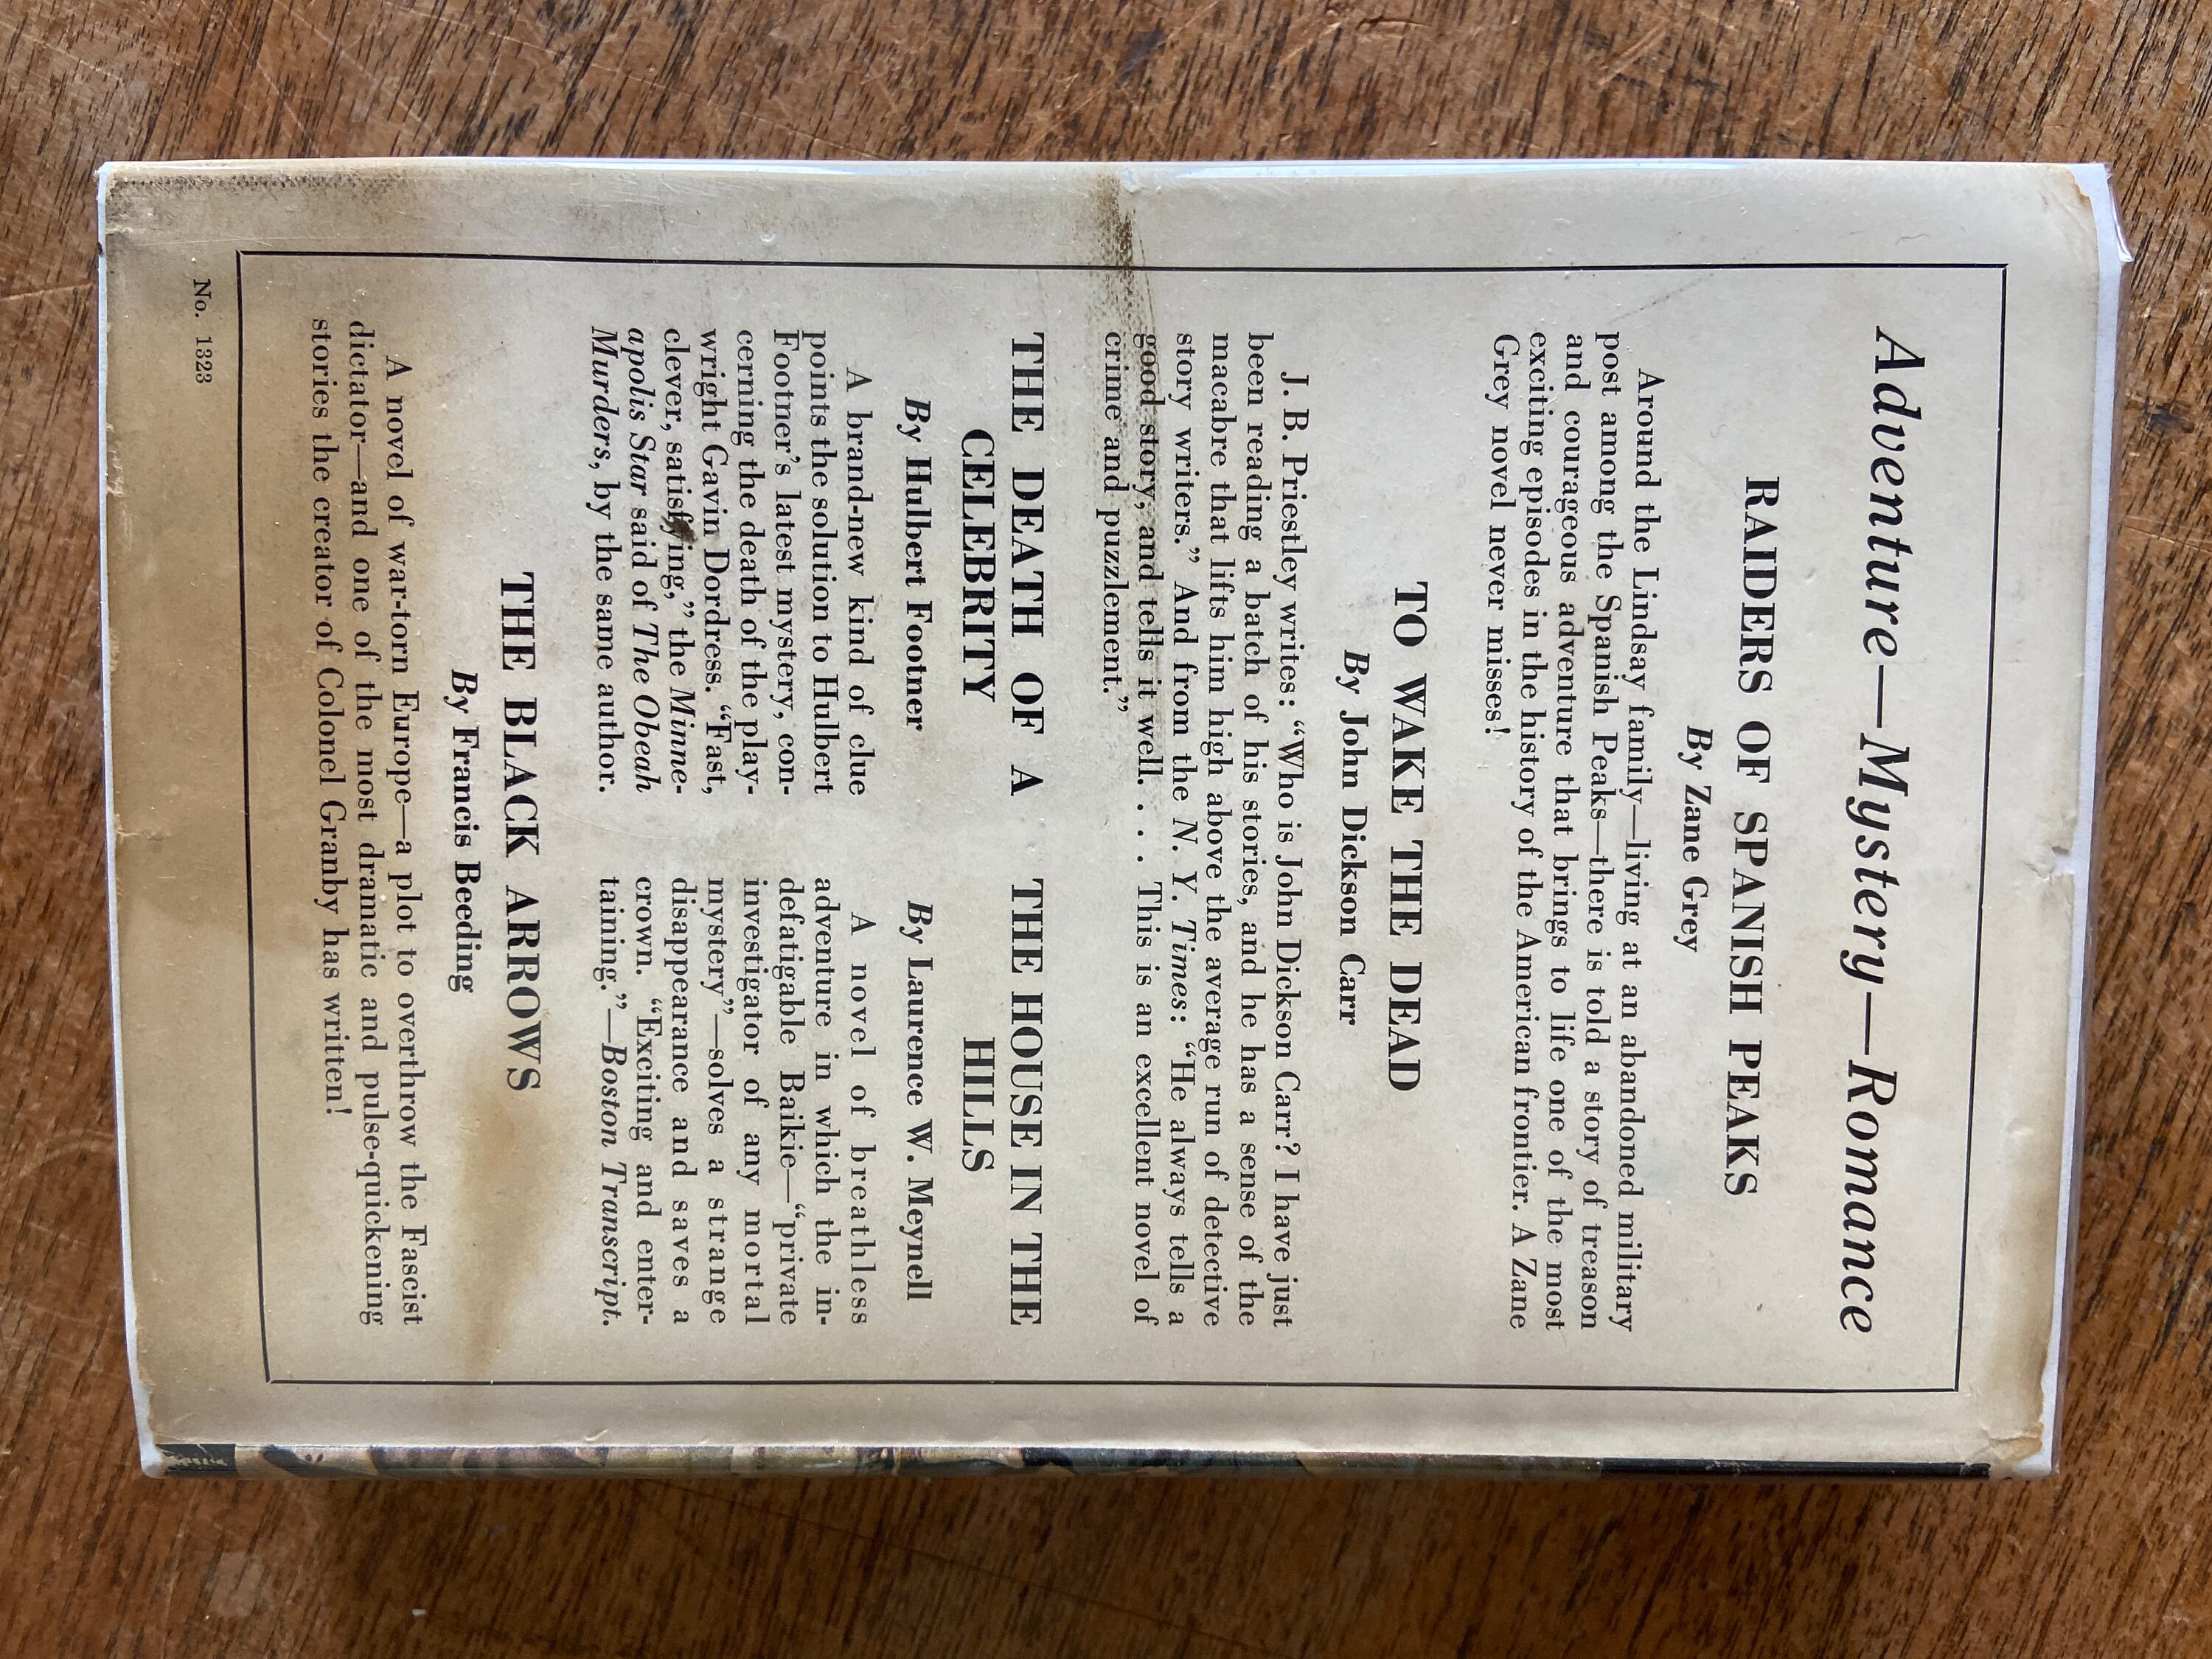 Adventure—Mystery—Romance
RAIDERS OF SPANISH PEAKS
By Zane Grey
Around the Lindsay family—living at an abandoned military
post among the Spanish Peaks—there is told a story of treason
and courageous adventure that brings to life one of the most
exciting episodes in the history of the American frontier. A Zane
Grey novel never misses!
TO WAKE THE DEAD
By John Dickson Carr
J. B. Priestley writes: “Who is John Dickson Carr? I have just
been reading a batch of his stories, and he has a sense of the
macabre that lifts him high above the average run of detective
story writers.” And from the N. Y. Times: “He always tells a
good story, and tells it well. . . . This is an excellent novel of
crime and puzzlement.”
THE DEATH OF A
CELEBRITY
By Hulbert Footner
A brand-new kind of clue
points the solution to Hulbert
Footner’s latest mystery, con-
cerning the death of the play-
wright Gavin Dordress. “Fast,
clever, satisfying,” the Minne-
apolis Star said of The Obeah
Murders, by the same author.
THE HOUSE IN THE
HILLS
By Laurence W. Meynell
A novel of breathless
adventure in which the in-
defatigable Baikie—“private
investigator of any mortal
mystery”—solves a strange
disappearance and saves a
crown. “Exciting and enter-
taining.”—Boston Transcript.
THE BLACK ARROWS
By Francis Beeding
A novel of war-torn Europe—a plot to overthrow the Fascist
dictator—and one of the most dramatic and pulse-quickening
stories the creator of Colonel Granby has written!
No. 1323